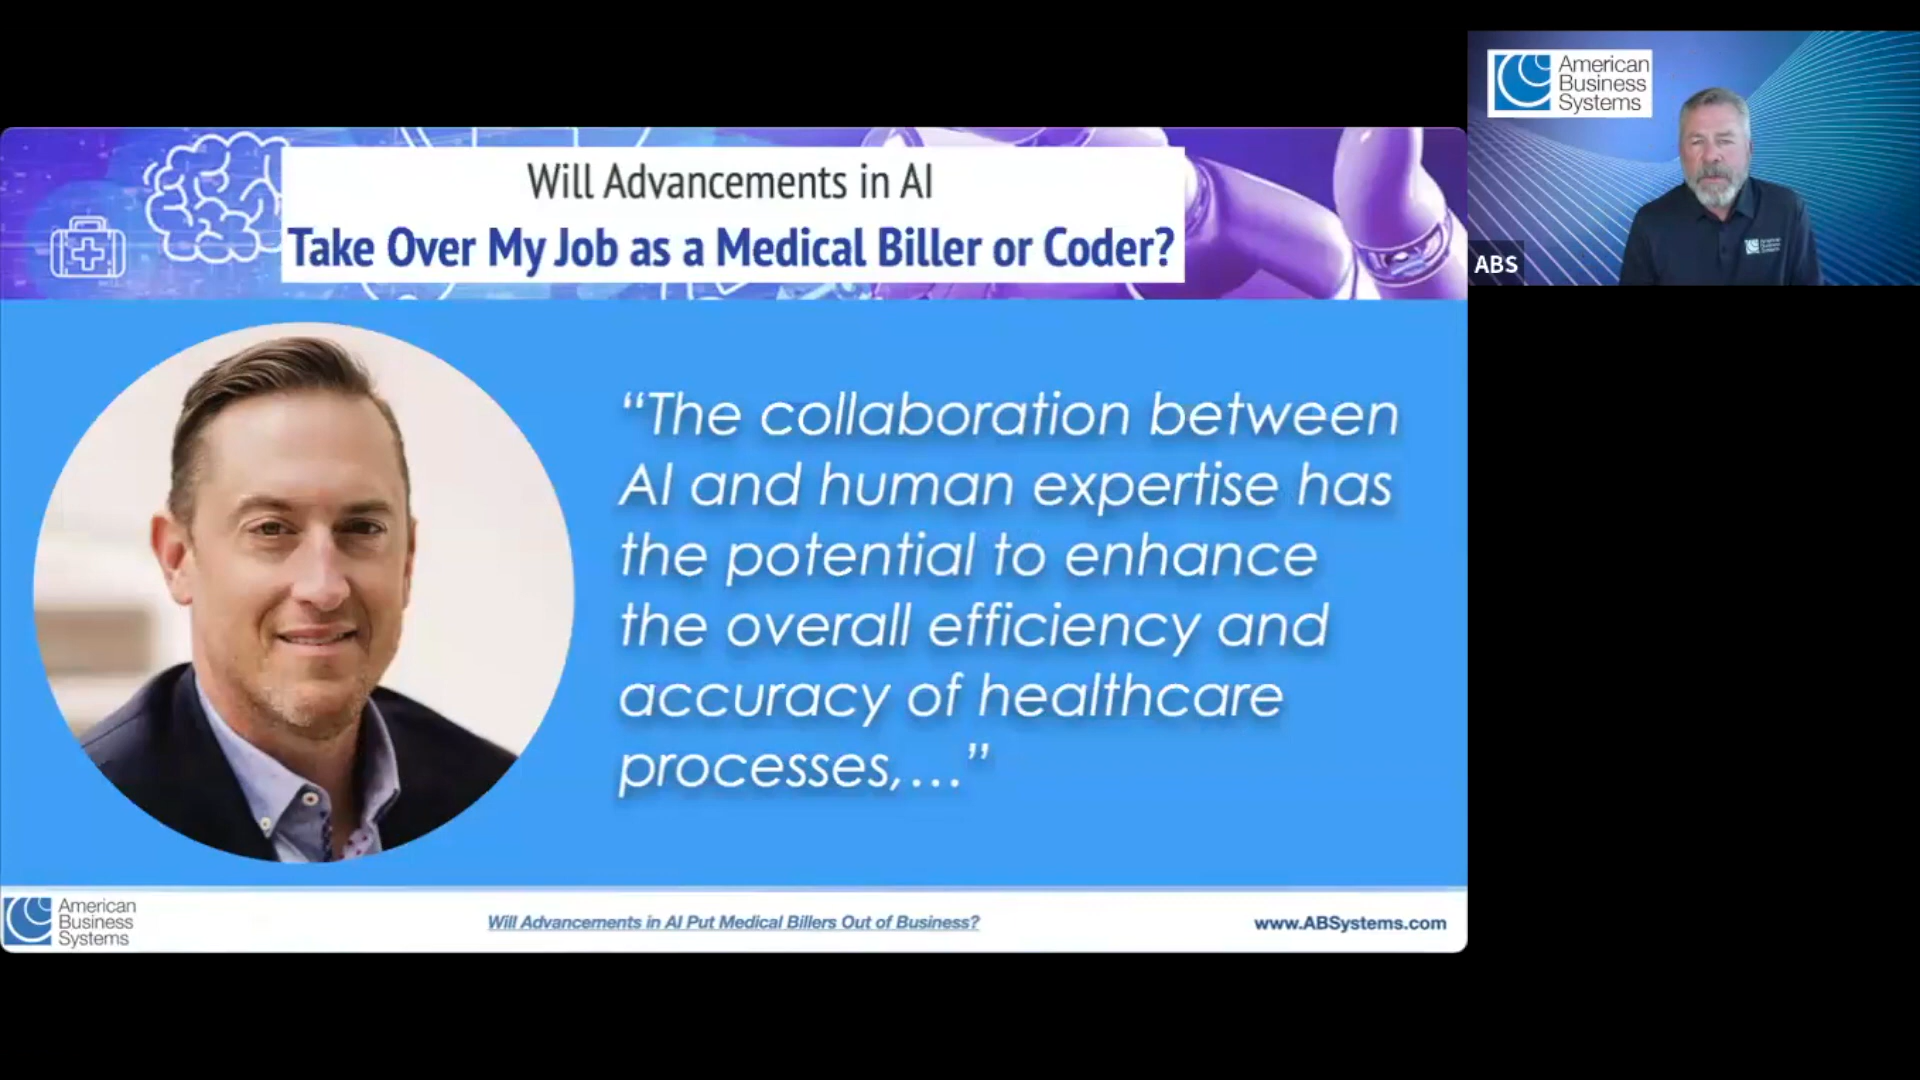 Will Advancements in AI
Take Over My Job as a Medical Biller or Coder?
“The collaboration between
AI and human expertise has
the potential to enhance
the overall efficiency and
accuracy of healthcare
processes,...”
American
Business
Systems
Will Advancements in AI Put Medical Billers Out of Business?
www.ABSystems.com
American
Business
Systems
ABS